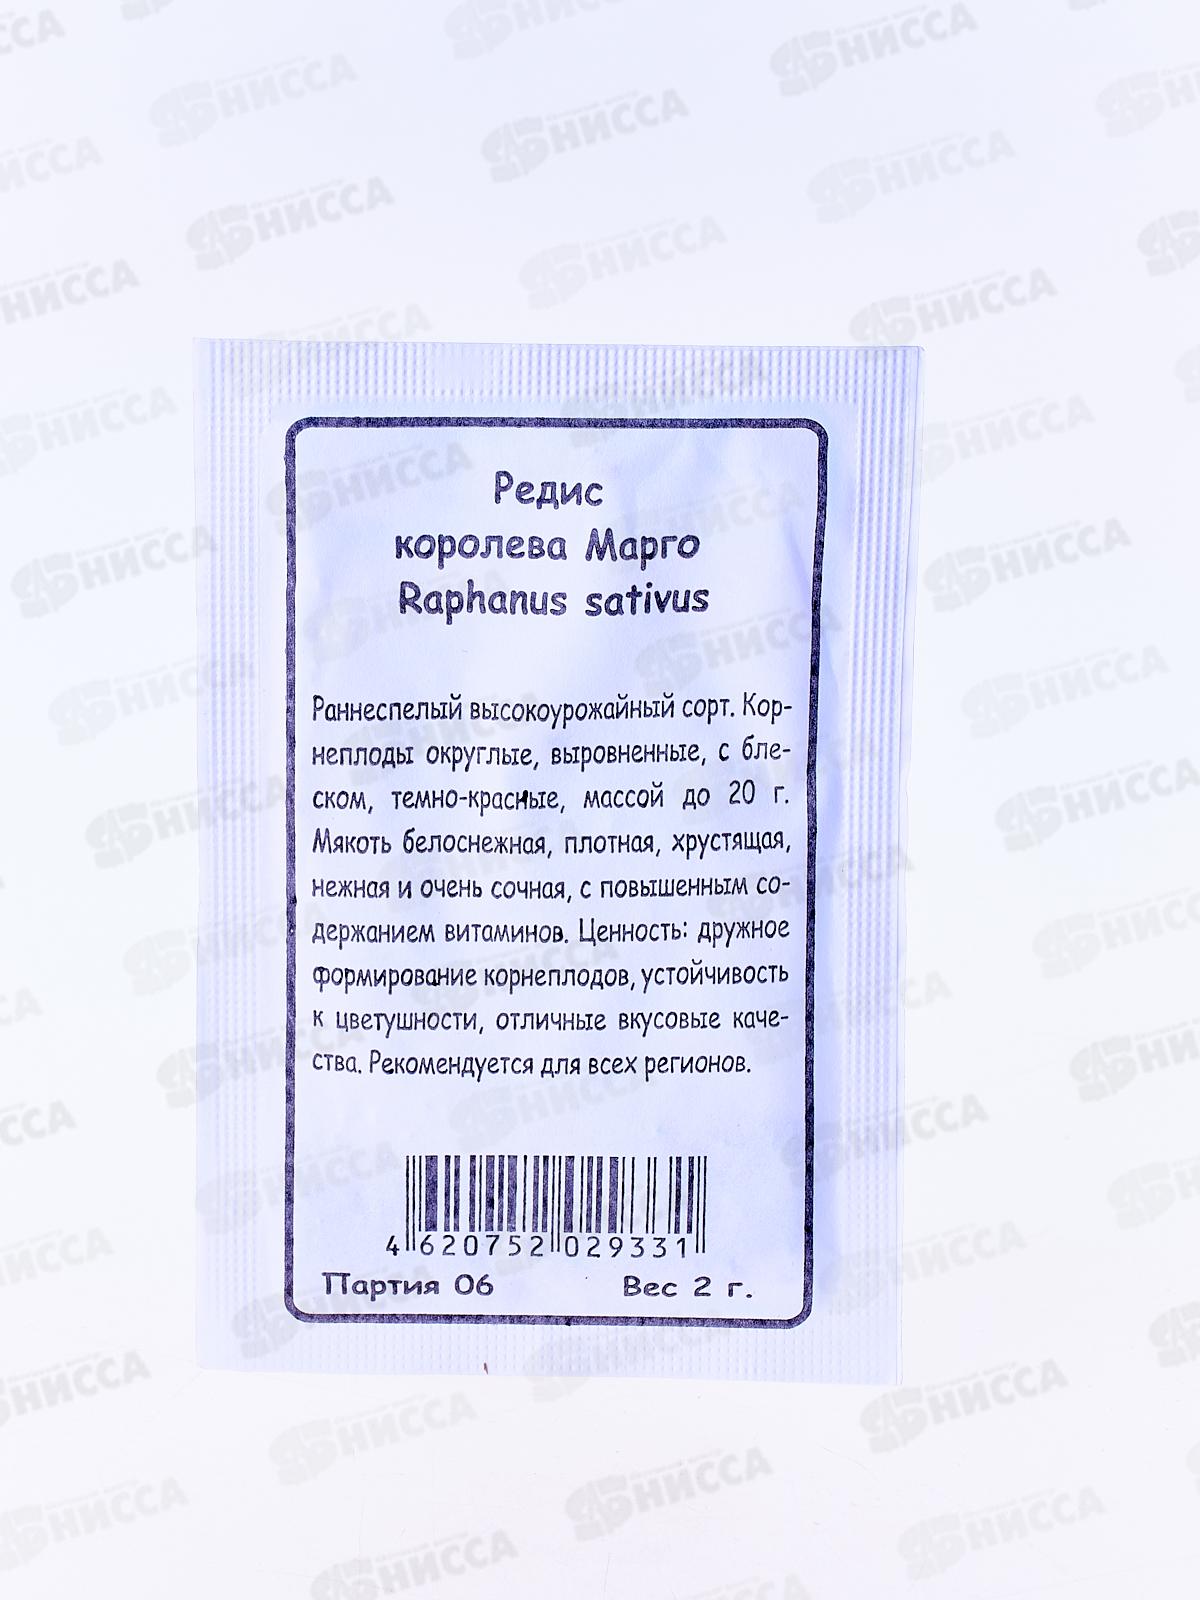 Редис
королева Марго
Raphanus sativus
Раннеспелый высокоурожайный сорт. Кор-
неплоды округлые, выровненные, с бле-
ском, темно-красные, массой до 20 г.
Мякоть белоснежная, плотная, хрустящая,
нежная и очень сочная, с повышенным со-
держанием витаминов. Ценность: дружное
формирование корнеплодов, устойчивость
к цветушности, отличные вкусовые каче-
ства. Рекомендуется для всех регионов.
4 620752 029331
Партия 06 Вес 2 г.